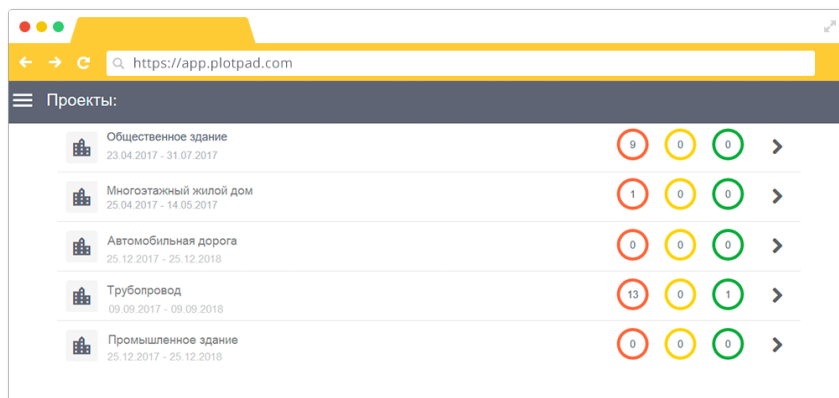 https://app.plotpad.com
Проекты:
Общественное здание
23.04.2017 - 31.07.2017
9 0 0
Многоэтажный жилой дом
25.04.2017 - 14.05.2017
1 0 0
Автомобильная дорога
25.12.2017 - 25.12.2018
0 0 0
Трубопровод
09.09.2017 - 09.09.2018
13 0 1
Промышленное здание
25.12.2017 - 25.12.2018
0 0 0